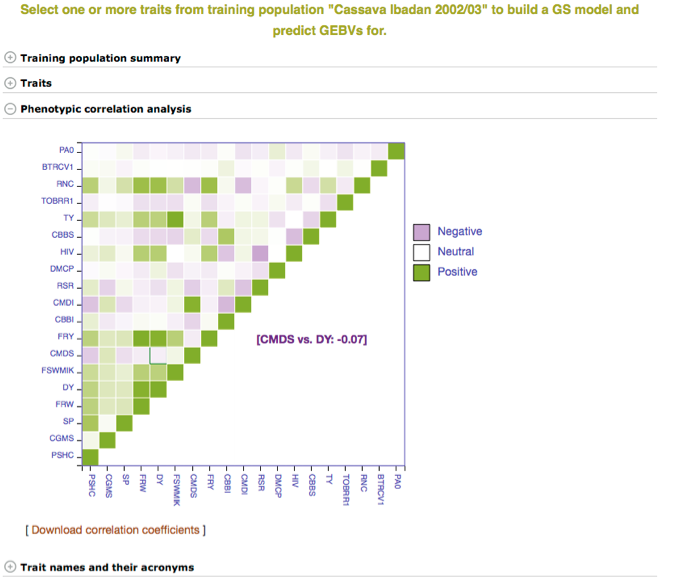 Select one or more traits from training population "Cassava Ibadan 2002/03" to build a GS model and
predict GEBVs for.
Training population summary
Traits
Phenotypic correlation analysis
PA0
BTRCV1
RNC
TOBRR1
TY
CBBS
HIV
DMCP
RSR
CMDI
CBBI
FRY
CMDS
FSWMIK
DY
FRW
SP
CGMS
PSHC
Negative
Neutral
Positive
[CMDS vs. DY: -0.07]
PSHC
CGMS
SP
FRW
DY
FSWMIK
CMDS
FRY
CBBI
CMDI
RSR
DMCP
HIV
CBBS
TY
TOBRR1
RNC
BTRCV1
PA0
[ Download correlation coefficients ]
Trait names and their acronyms